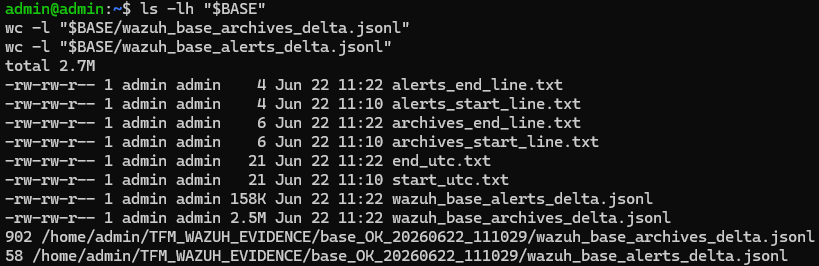 admin@admin:~$ ls -lh "$BASE"
wc -l "$BASE/wazuh_base_archives_delta.jsonl"
wc -l "$BASE/wazuh_base_alerts_delta.jsonl"
total 2.7M
-rw-rw-r-- 1 admin admin    4 Jun 22 11:22 alerts_end_line.txt
-rw-rw-r-- 1 admin admin    4 Jun 22 11:10 alerts_start_line.txt
-rw-rw-r-- 1 admin admin    6 Jun 22 11:22 archives_end_line.txt
-rw-rw-r-- 1 admin admin    6 Jun 22 11:10 archives_start_line.txt
-rw-rw-r-- 1 admin admin   21 Jun 22 11:22 end_utc.txt
-rw-rw-r-- 1 admin admin   21 Jun 22 11:10 start_utc.txt
-rw-rw-r-- 1 admin admin 158K Jun 22 11:22 wazuh_base_alerts_delta.jsonl
-rw-rw-r-- 1 admin admin 2.5M Jun 22 11:22 wazuh_base_archives_delta.jsonl
902 /home/admin/TFM_WAZUH_EVIDENCE/base_OK_20260622_111029/wazuh_base_archives_delta.jsonl
58 /home/admin/TFM_WAZUH_EVIDENCE/base_OK_20260622_111029/wazuh_base_alerts_delta.jsonl